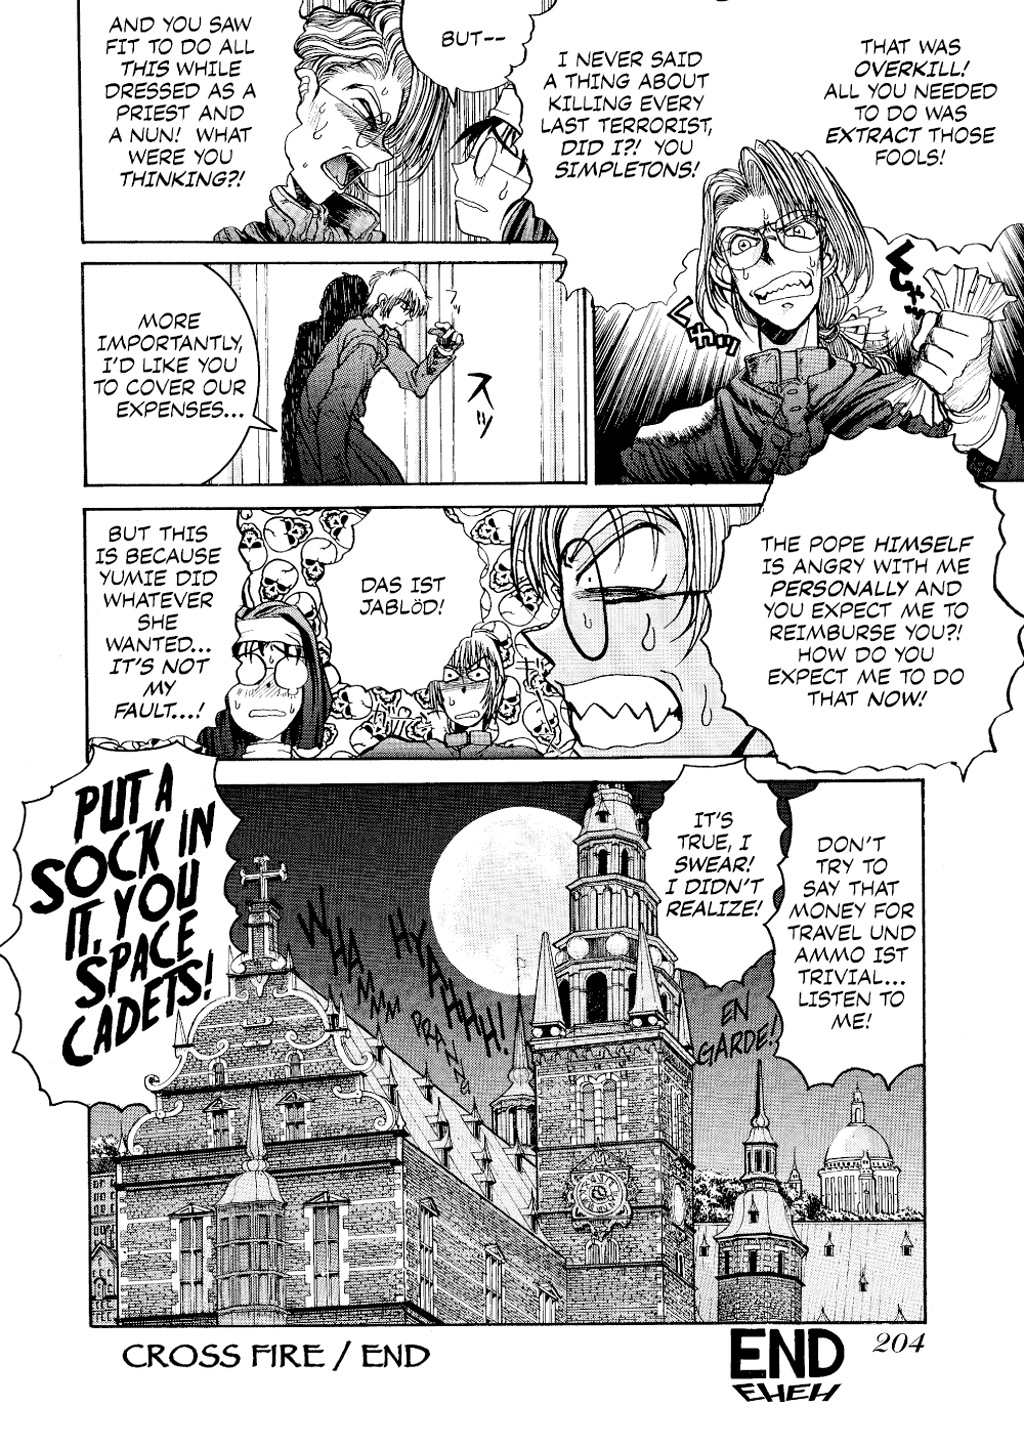 THAT WAS
OVERKILL!
ALL YOU NEEDED
TO DO WAS
EXTRACT THOSE
FOOLS!
I NEVER SAID
A THING ABOUT
KILLING EVERY
LAST TERRORIST,
DID I?! YOU
SIMPLETONS!
BUT--
AND YOU SAW
FIT TO DO ALL
THIS WHILE
DRESSED AS A
PRIEST AND
A NUN! WHAT
WERE YOU
THINKING?!
スッ
MORE
IMPORTANTLY,
I'D LIKE YOU
TO COVER OUR
EXPENSES...
THE POPE HIMSELF
IS ANGRY WITH ME
PERSONALLY AND
YOU EXPECT ME TO
REIMBURSE YOU?!
HOW DO YOU
EXPECT ME TO DO
THAT NOW!
DAS IST
JABLÖD!
BUT THIS
IS BECAUSE
YUMIE DID
WHATEVER
SHE
WANTED...
IT'S NOT
MY
FAULT...!
DON'T
TRY TO
SAY THAT
MONEY FOR
TRAVEL UND
AMMO IST
TRIVIAL...
LISTEN TO
ME!
IT'S
TRUE, I
SWEAR!
I DIDN'T
REALIZE!
EN
GARDE!
HYAHHH!
WHAMMM
PUT A
SOCK IN
IT, YOU
SPACE
CADETS!
CROSS FIRE / END
END
EHEH
204